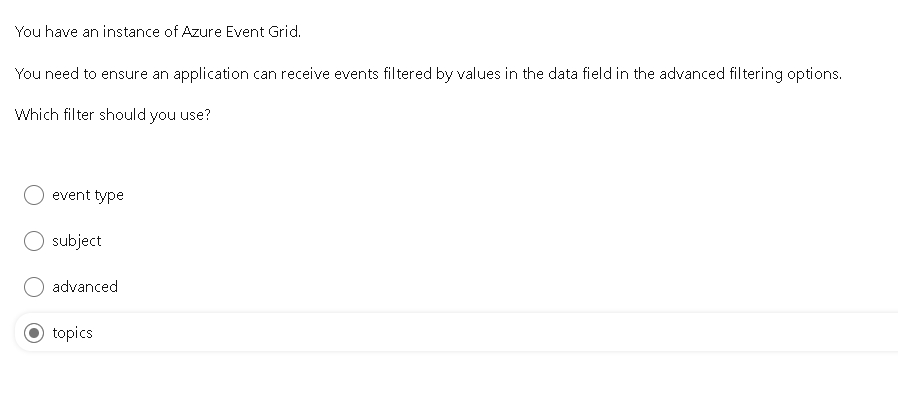 You have an instance of Azure Event Grid.
You need to ensure an application can receive events filtered by values in the data field in the advanced filtering options.
Which filter should you use?
event type
subject
advanced
topics